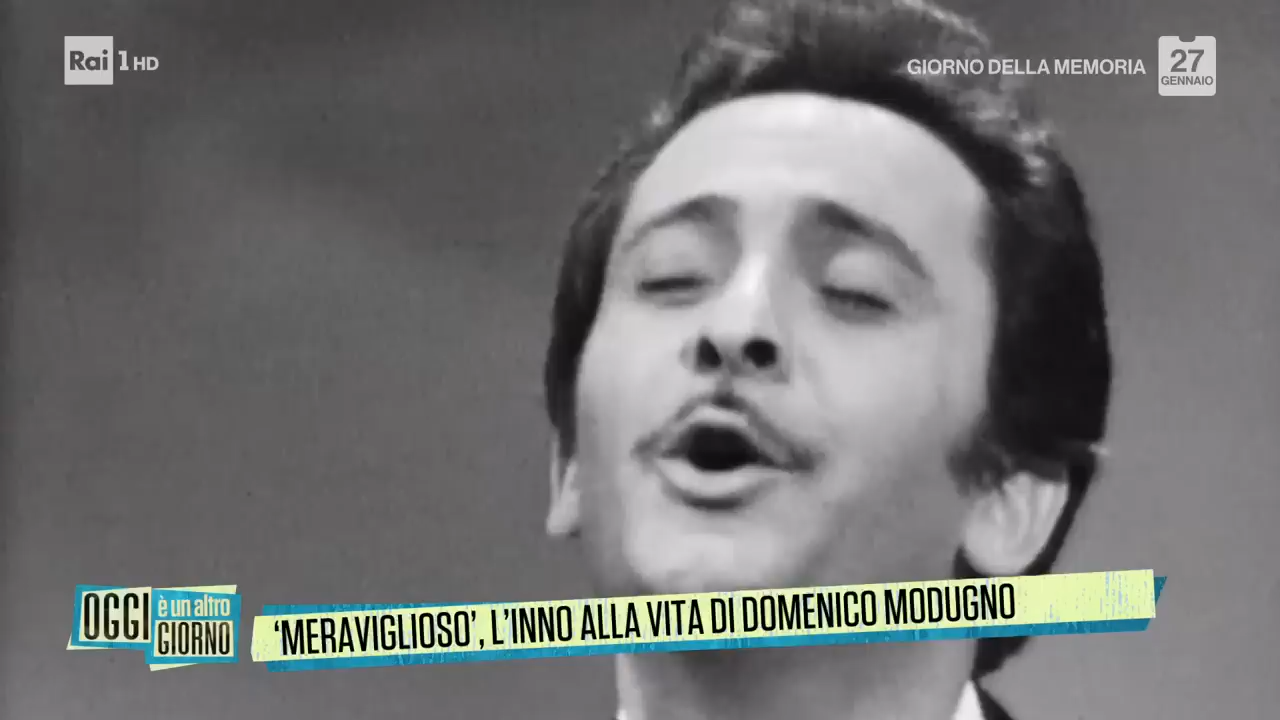 Rai 1 HD
GIORNO DELLA MEMORIA
27
GENNAIO
OGGI
è un altro
GIORNO
'MERAVIGLIOSO', L'INNO ALLA VITA DI DOMENICO MODUGNO